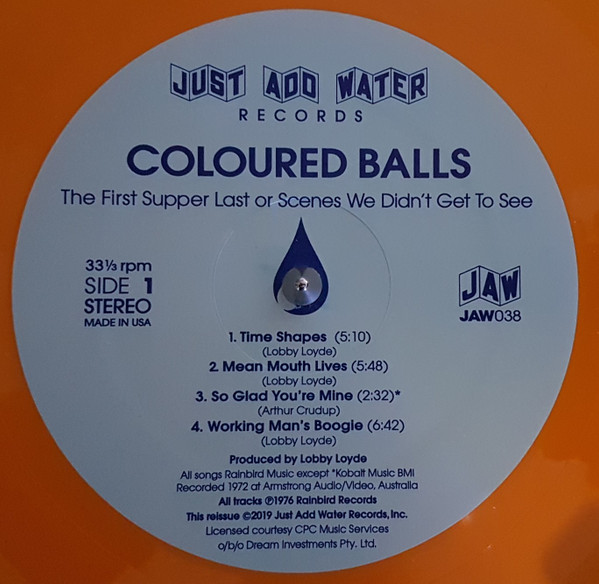 JUST ADD WATER
RECORDS
COLOURED BALLS
The First Supper Last or Scenes We Didn't Get To See
33⅓ rpm
SIDE 1
STEREO
MADE IN USA
JAW
JAW038
1. Time Shapes (5:10)
(Lobby Loyde)
2. Mean Mouth Lives (5:48)
(Lobby Loyde)
3. So Glad You're Mine (2:32)*
(Arthur Crudup)
4. Working Man's Boogie (6:42)
(Lobby Loyde)
Produced by Lobby Loyde
All songs Rainbird Music except *Kobalt Music BMI
Recorded 1972 at Armstrong Audio/Video, Australia
All tracks ℗1976 Rainbird Records
This reissue ©2019 Just Add Water Records, Inc.
Licensed courtesy CPC Music Services
o/b/o Dream Investments Pty. Ltd.